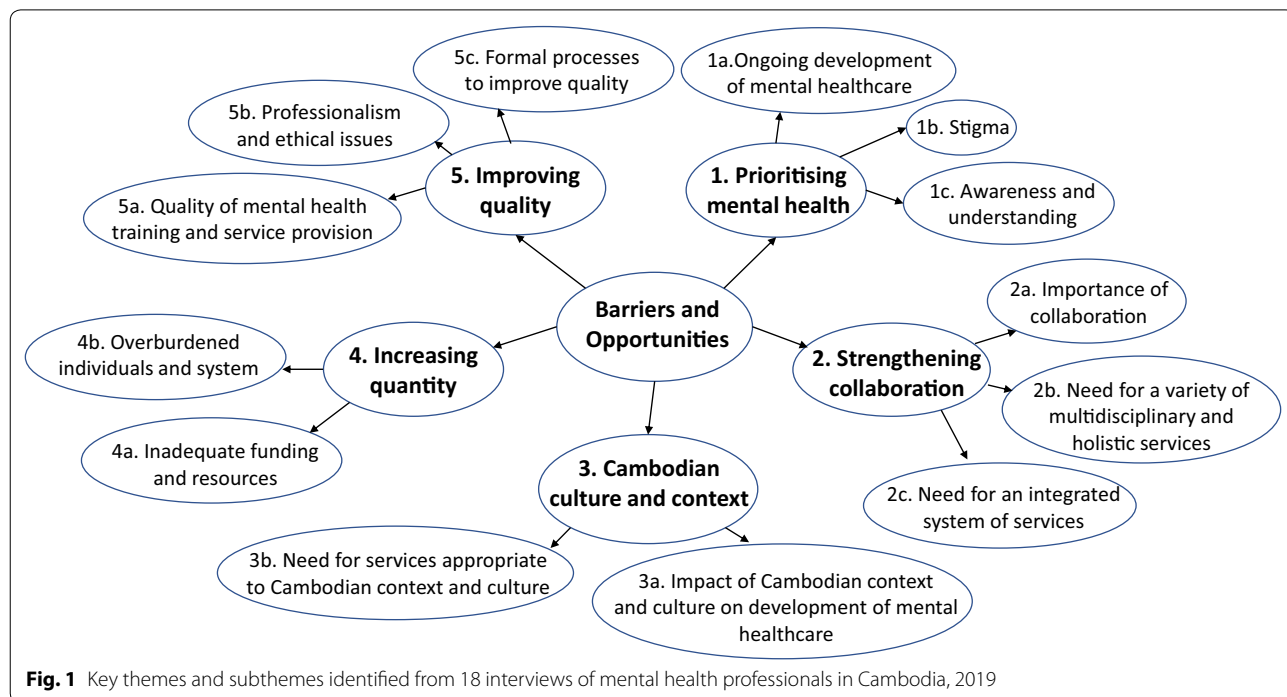 5c. Formal processes
to improve quality
1a.Ongoing development
of mental healthcare
5b. Professionalism
and ethical issues
1b. Stigma
5. Improving
quality
1. Prioritising
mental health
5a. Quality of mental health
training and service provision
1c. Awareness and
understanding
Barriers and
Opportunities
2a. Importance of
collaboration
4b. Overburdened
individuals and system
4. Increasing
quantity
2. Strengthening
collaboration
2b. Need for a variety of
multidisciplinary and
holistic services
4a. Inadequate funding
and resources
3. Cambodian
culture and context
2c. Need for an integrated
system of services
3b. Need for services appropriate
to Cambodian context and culture
3a. Impact of Cambodian context
and culture on development of mental
healthcare
Fig. 1 Key themes and subthemes identified from 18 interviews of mental health professionals in Cambodia, 2019